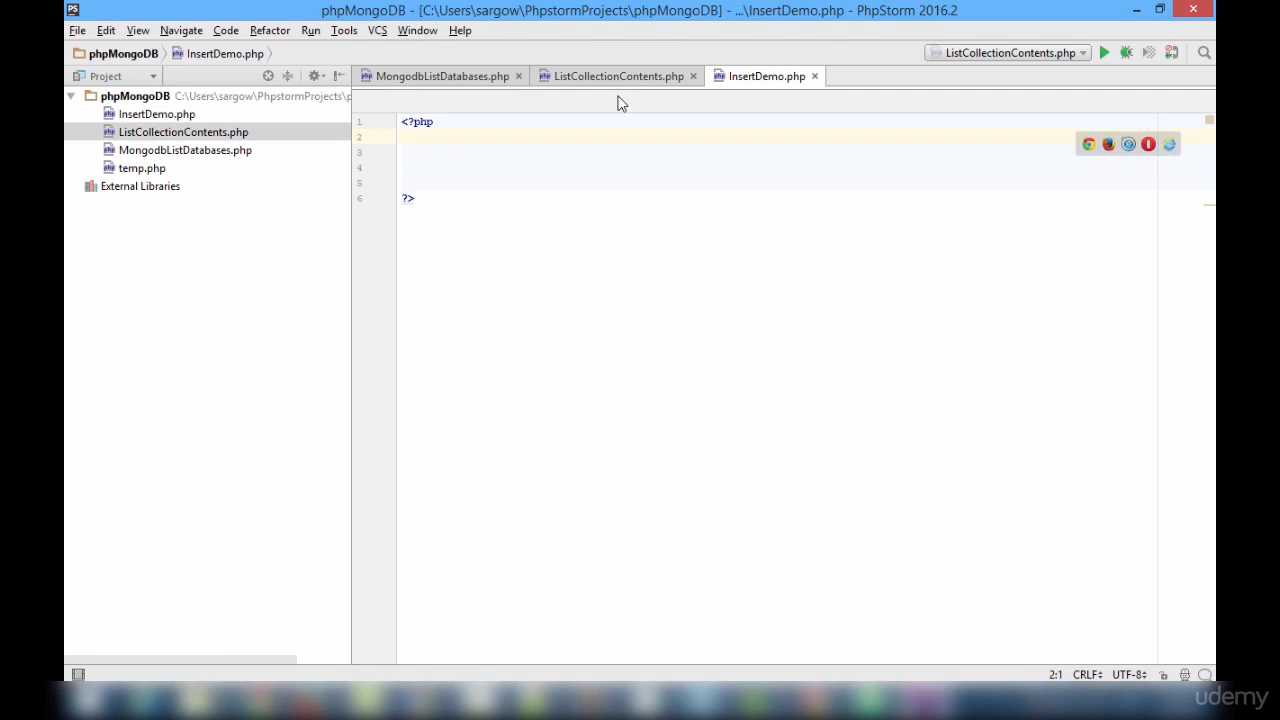 phpMongoDB - [C:\Users\sargow\PhpstormProjects\phpMongoDB] - ...\InsertDemo.php - PhpStorm 2016.2
File Edit View Navigate Code Refactor Run Tools VCS Window Help
phpMongoDB InsertDemo.php ListCollectionContents.php
Project MongodbListDatabases.php ListCollectionContents.php InsertDemo.php
phpMongoDB C:\Users\sargow\PhpstormProjects\p
InsertDemo.php
ListCollectionContents.php
MongodbListDatabases.php
temp.php
External Libraries
1 <?php
2
3
4
5
6 ?>
2:1 CRLF UTF-8
udemy